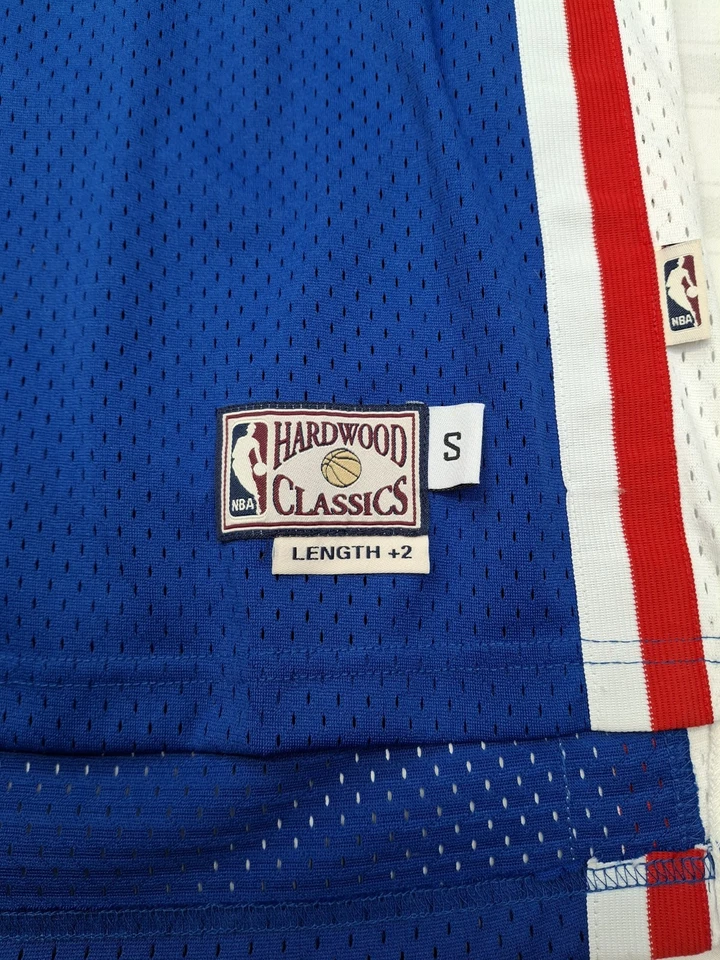 NBA
HARDWOOD
CLASSICS
NBA
S
LENGTH +2